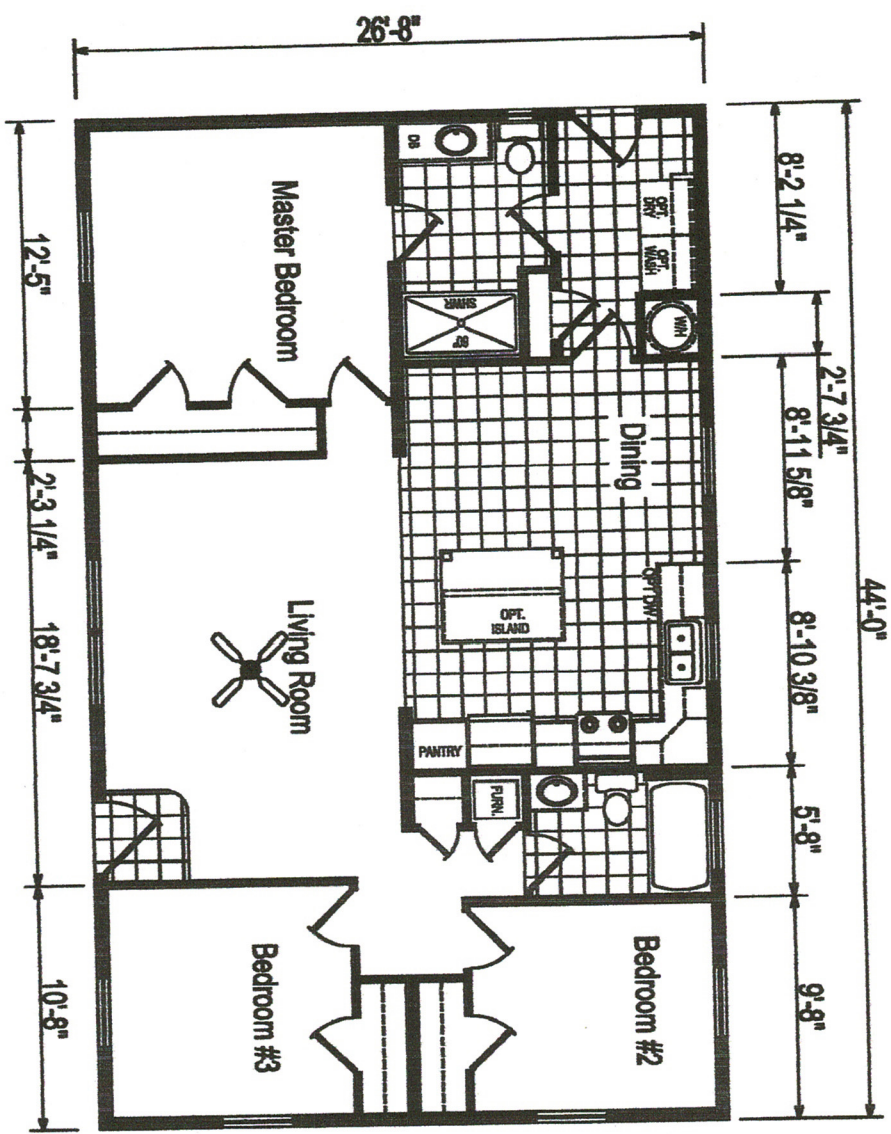 26'-8"
44'-0"
8'-2 1/4"
2'-7 3/4"
8'-11 5/8"
8'-10 3/8"
5'-8"
9'-8"
OPT.
DRY
OPT.
WASH
W/H
DB
60"
SHWR
Dining
OPT DW.
OPT.
ISLAND
PANTRY
FURN.
Master Bedroom
Living Room
Bedroom #2
Bedroom #3
12'-5"
2'-3 1/4"
18'-7 3/4"
10'-8"